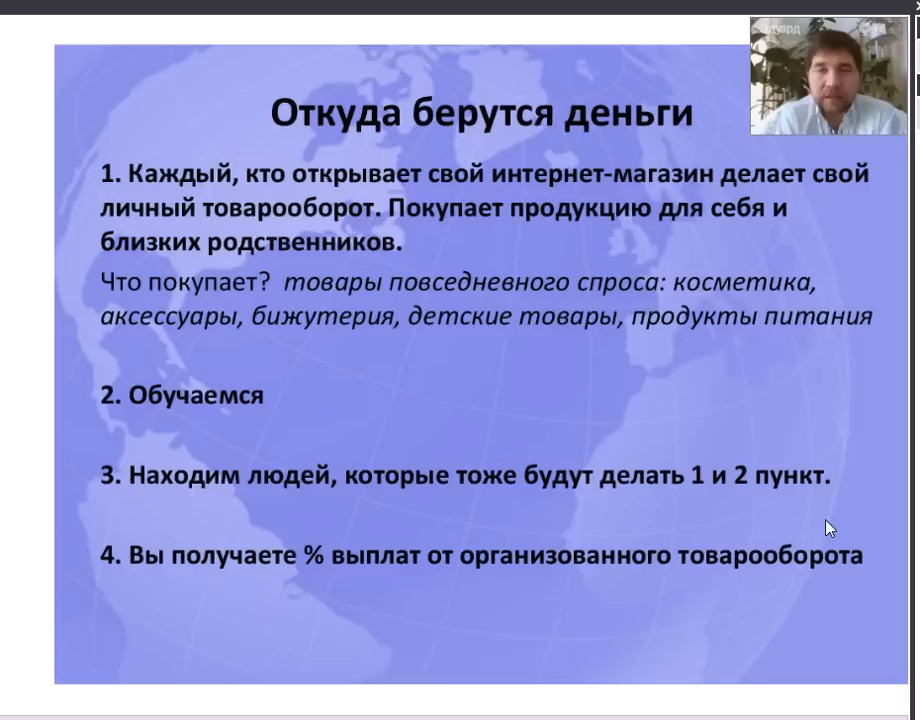 Эдуард
Откуда берутся деньги
1. Каждый, кто открывает свой интернет-магазин делает свой
личный товарооборот. Покупает продукцию для себя и
близких родственников.
Что покупает? товары повседневного спроса: косметика,
аксессуары, бижутерия, детские товары, продукты питания
2. Обучаемся
3. Находим людей, которые тоже будут делать 1 и 2 пункт.
4. Вы получаете % выплат от организованного товарооборота